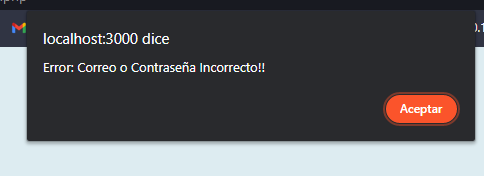 localhost:3000 dice
Error: Correo o Contraseña Incorrecto!!
Aceptar